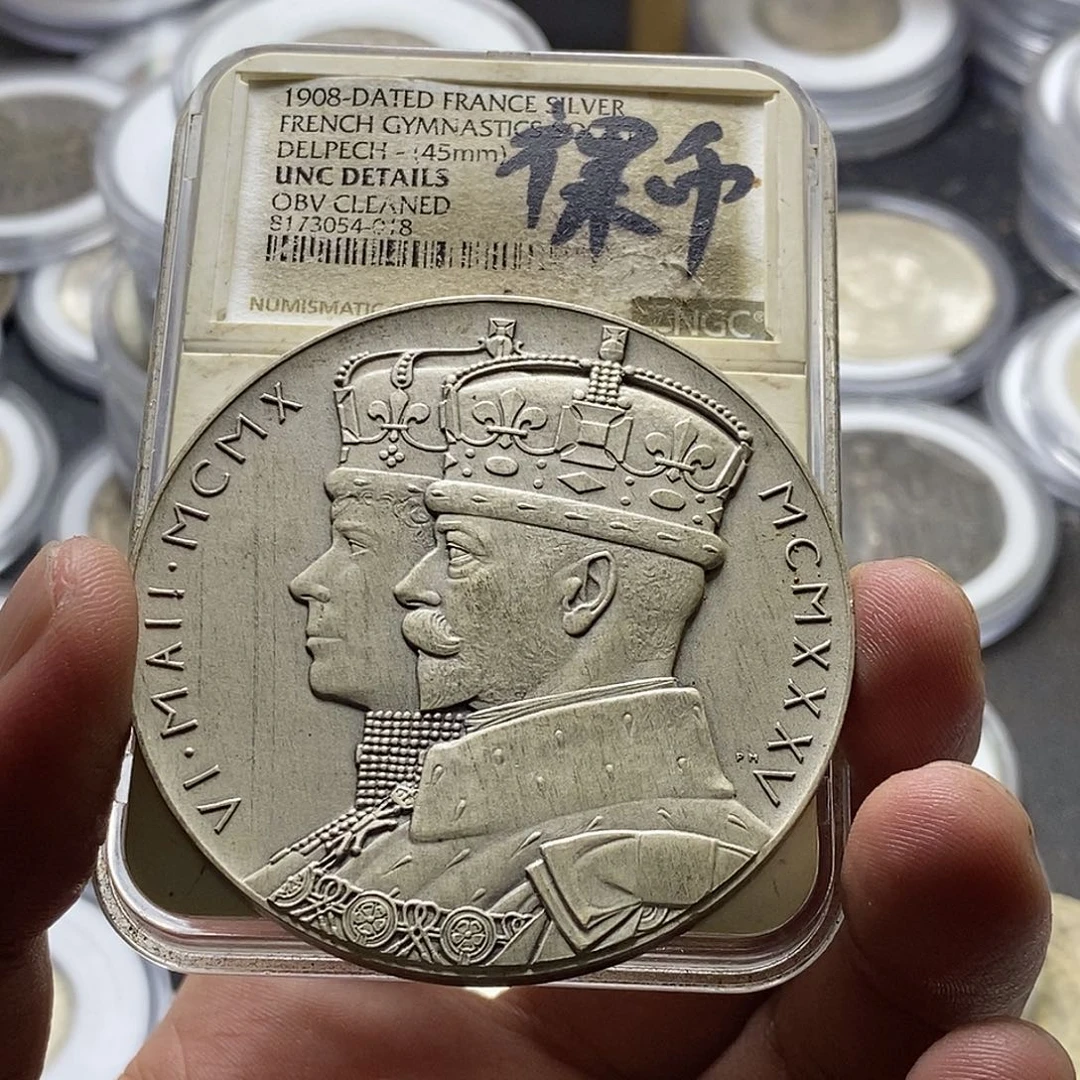 1908-DATED FRANCE SILVER
FRENCH GYMNASTICS
DELPECH - (45mm)
UNC DETAILS
OBV CLEANED
裸币
NUMISMATIC
NGC
VI·MAII·MCMX
MCMXXXV
PM